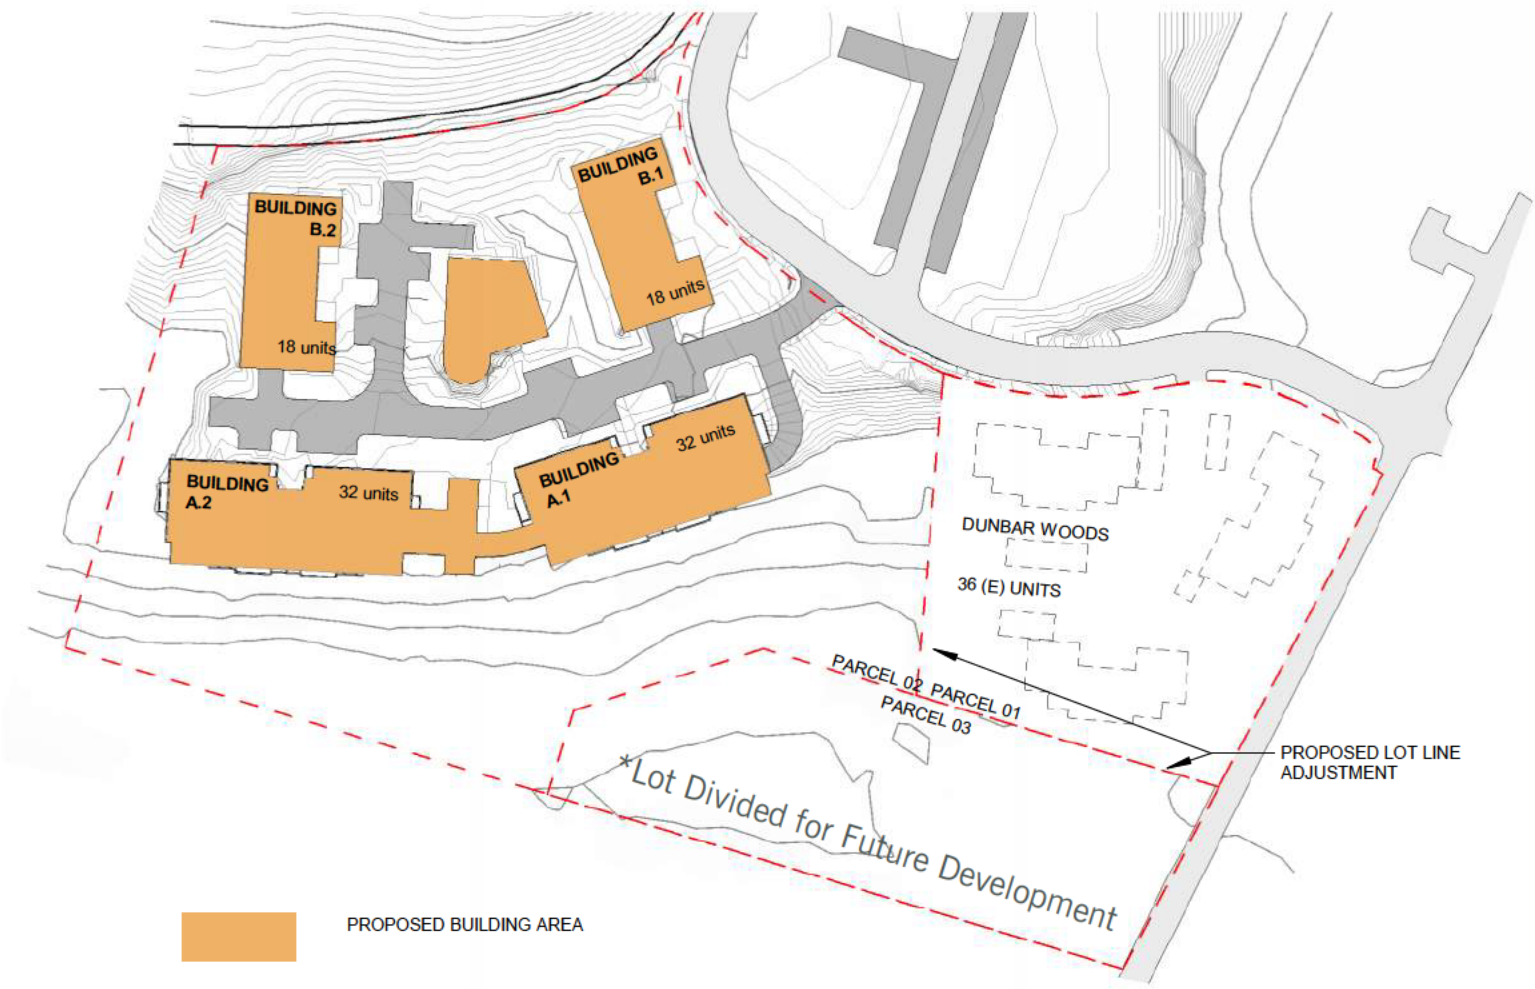 BUILDING
B.1
18 units
BUILDING
B.2
18 units
BUILDING
A.2
32 units
BUILDING
A.1
32 units
DUNBAR WOODS
36 (E) UNITS
PARCEL 02
PARCEL 01
PARCEL 03
PROPOSED LOT LINE
ADJUSTMENT
*Lot Divided for Future Development
PROPOSED BUILDING AREA